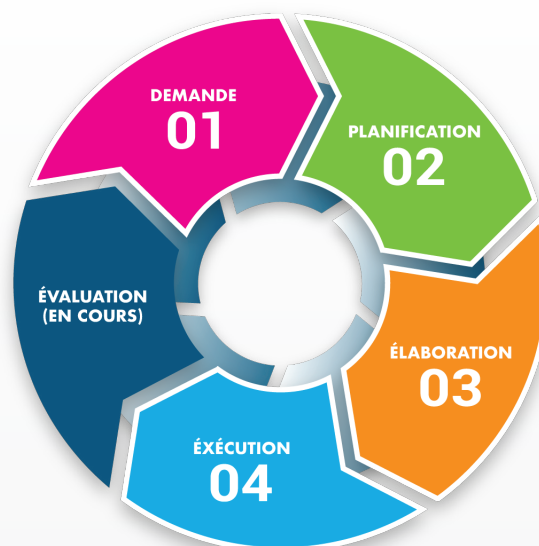 DEMANDE
01
PLANIFICATION
02
ÉLABORATION
03
ÉXÉCUTION
04
ÉVALUATION
(EN COURS)